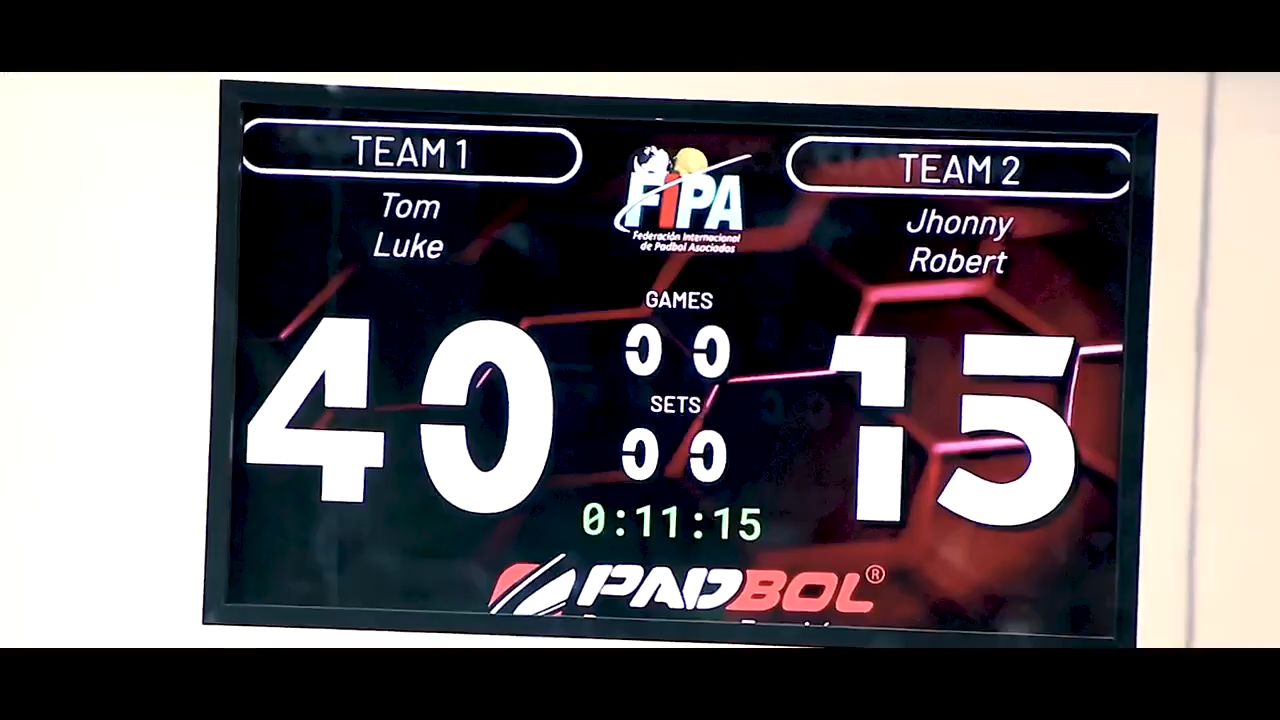 TEAM 1
Tom
Luke
40
FIPA
Federación Internacional
de Padbol Asociados
GAMES
0 0
SETS
0 0
0:11:15
TEAM 2
Jhonny
Robert
15
PADBOL®